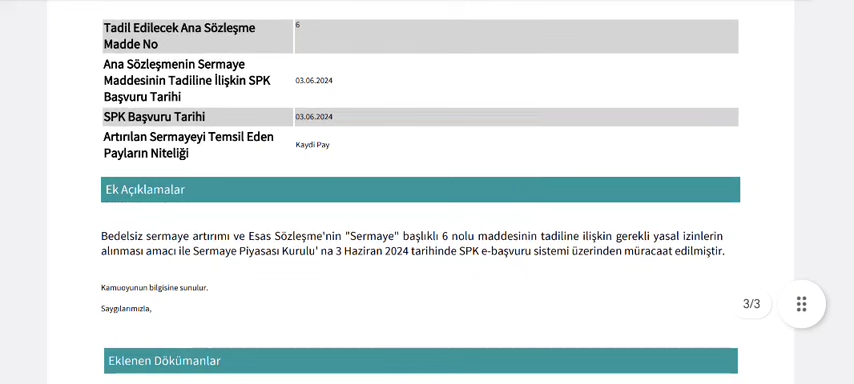 Tadil Edilecek Ana Sözleşme
Madde No
6
Ana Sözleşmenin Sermaye
Maddesinin Tadiline İlişkin SPK
Başvuru Tarihi
03.06.2024
SPK Başvuru Tarihi
03.06.2024
Artırılan Sermayeyi Temsil Eden
Payların Niteliği
Kaydi Pay
Ek Açıklamalar
Bedelsiz sermaye artırımı ve Esas Sözleşme'nin "Sermaye" başlıklı 6 nolu maddesinin tadiline ilişkin gerekli yasal izinlerin
alınması amacı ile Sermaye Piyasası Kurulu' na 3 Haziran 2024 tarihinde SPK e-başvuru sistemi üzerinden müracaat edilmiştir.
Kamuoyunun bilgisine sunulur.
Saygılarımızla,
3/3
Eklenen Dökümanlar